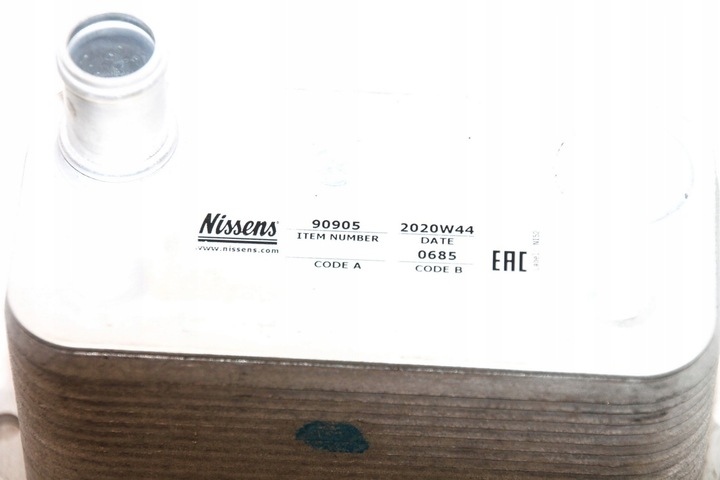 Nissens
www.nissens.com
90905
ITEM NUMBER
CODE A
2020W44
DATE
0685
CODE B
EAC